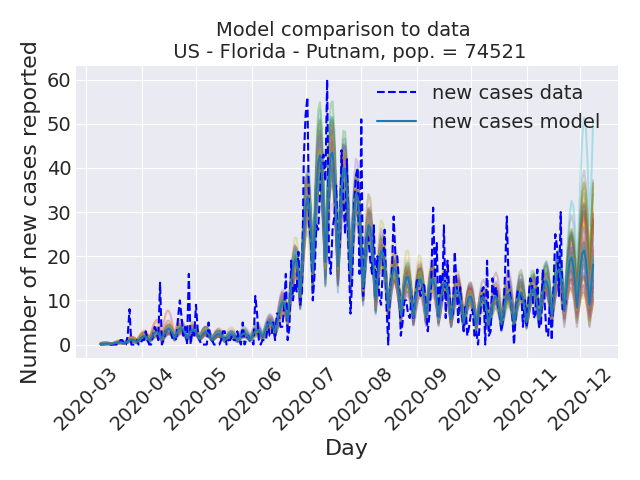 Model comparison to data
US - Florida - Putnam, pop. = 74521
Number of new cases reported
60
50
40
30
20
10
0
new cases data
new cases model
2020-03
2020-04
2020-05
2020-06
2020-07
2020-08
2020-09
2020-10
2020-11
2020-12
Day